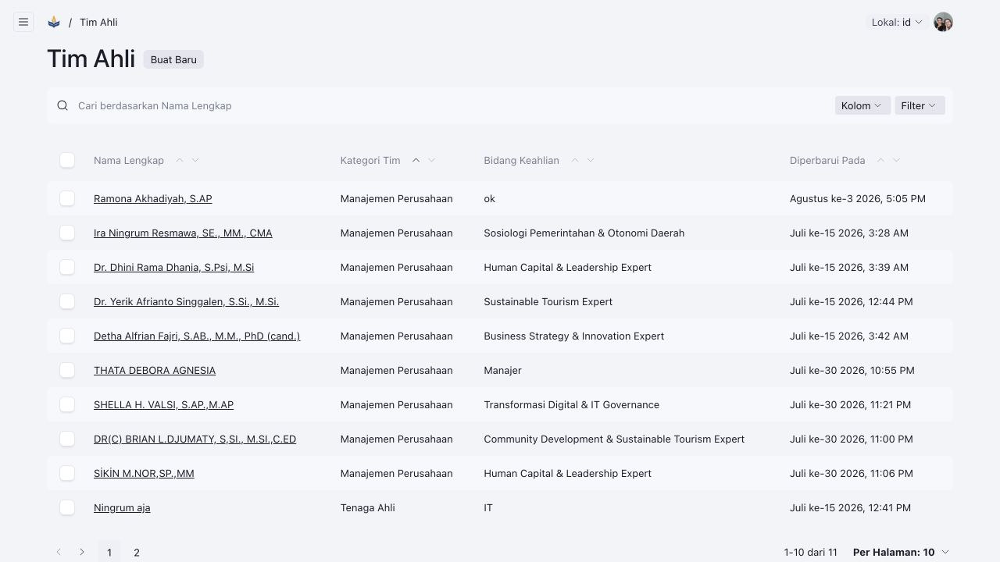 / Tim Ahli
Lokal: id
Tim Ahli
Buat Baru
Cari berdasarkan Nama Lengkap
Kolom
Filter
Nama Lengkap Kategori Tim Bidang Keahlian Diperbarui Pada
Ramona Akhadiyah, S.AP Manajemen Perusahaan ok Agustus ke-3 2026, 5:05 PM
Ira Ningrum Resmawa, SE., MM., CMA Manajemen Perusahaan Sosiologi Pemerintahan & Otonomi Daerah Juli ke-15 2026, 3:28 AM
Dr. Dhini Rama Dhania, S.Psi, M.Si Manajemen Perusahaan Human Capital & Leadership Expert Juli ke-15 2026, 3:39 AM
Dr. Yerik Afrianto Singgalen, S.Si., M.Si. Manajemen Perusahaan Sustainable Tourism Expert Juli ke-15 2026, 12:44 PM
Detha Alfrian Fajri, S.AB., M.M., PhD (cand.) Manajemen Perusahaan Business Strategy & Innovation Expert Juli ke-15 2026, 3:42 AM
THATA DEBORA AGNESIA Manajemen Perusahaan Manajer Juli ke-30 2026, 10:55 PM
SHELLA H. VALSI, S.AP.,M.AP Manajemen Perusahaan Transformasi Digital & IT Governance Juli ke-30 2026, 11:21 PM
DR(C) BRIAN L.DJUMATY, S,SI., M.SI.,C.ED Manajemen Perusahaan Community Development & Sustainable Tourism Expert Juli ke-30 2026, 11:00 PM
SİKİN M.NOR,SP.,MM Manajemen Perusahaan Human Capital & Leadership Expert Juli ke-30 2026, 11:06 PM
Ningrum aja Tenaga Ahli IT Juli ke-15 2026, 12:41 PM
1 2
1-10 dari 11
Per Halaman: 10